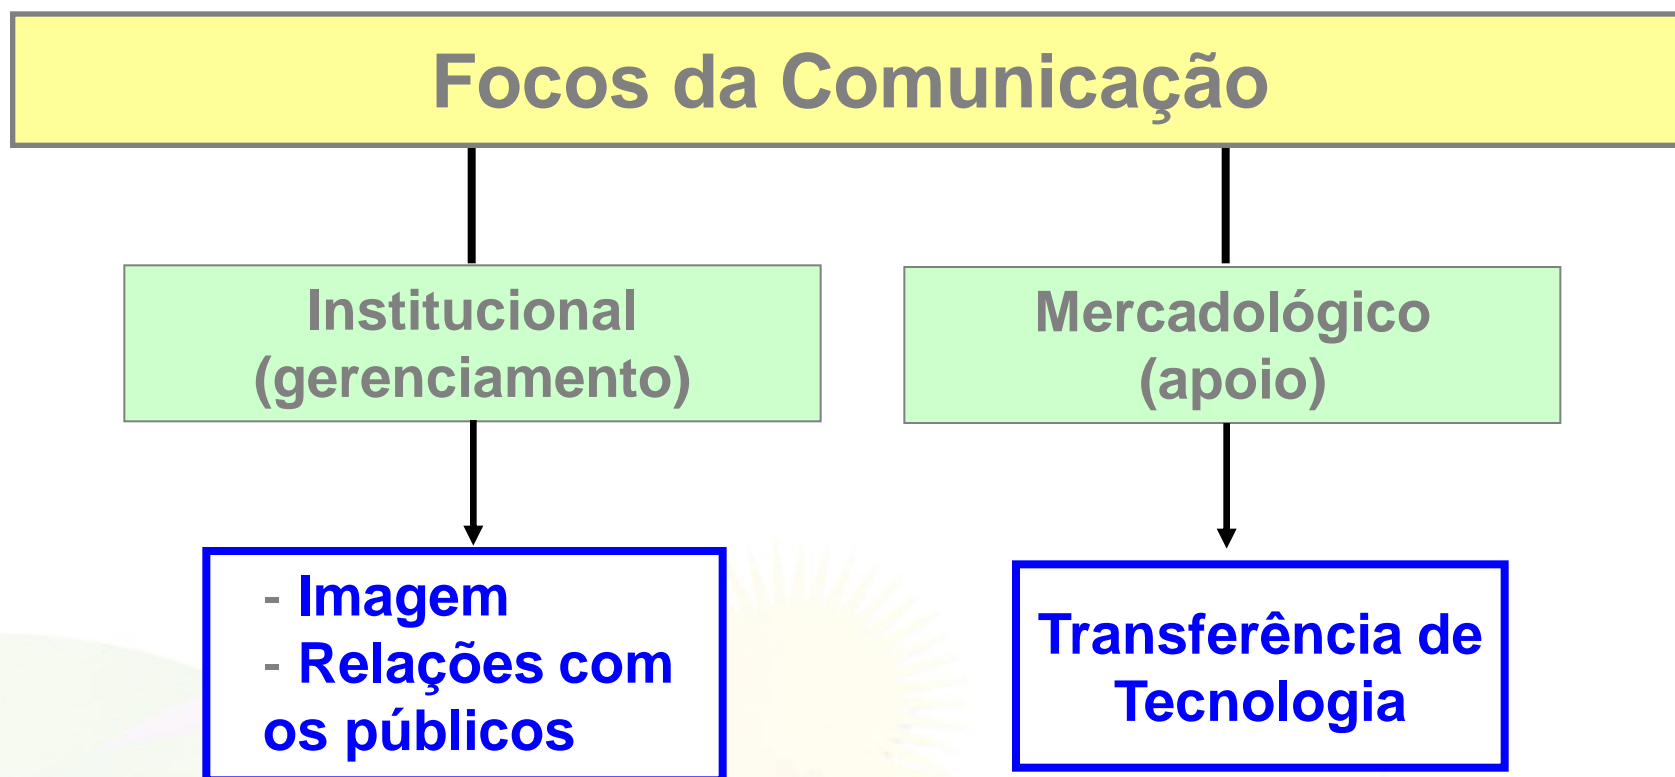 Focos da Comunicação
Institucional
(gerenciamento)
Mercadológico
(apoio)
- Imagem
- Relações com
os públicos
Transferência de
Tecnologia